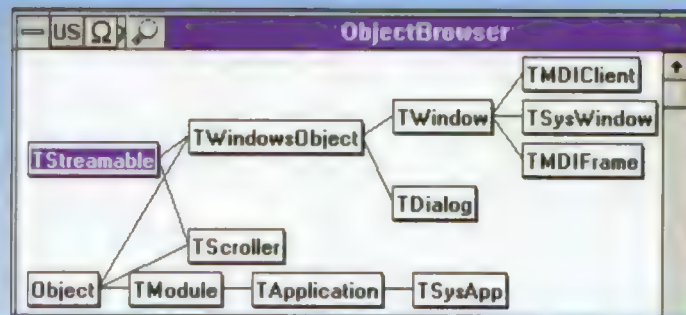 US Ω ObjectBrowser
TMDIClient
TWindow TSysWindow
TWindowsObject
TStreamable TMDIFrame
TDialog
TScroller
Object TModule TApplication TSysApp